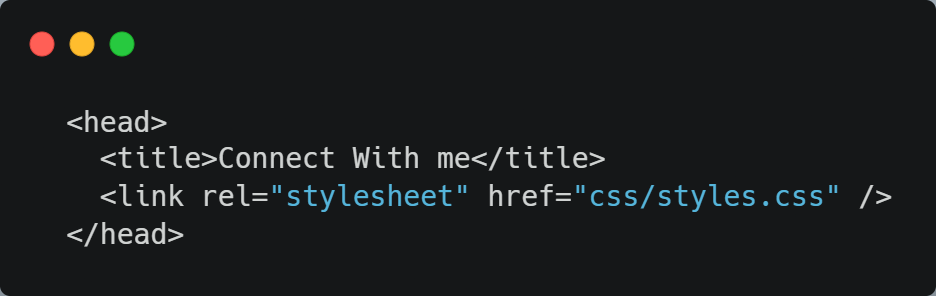 <head>
  <title>Connect With me</title>
  <link rel="stylesheet" href="css/styles.css" />
</head>